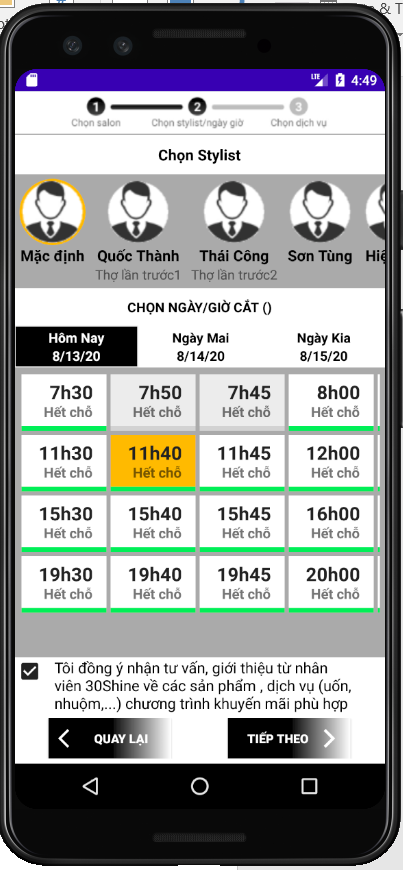 & T
LTE 4:49
1 2 3
Chọn salon Chọn stylist/ngày giờ Chọn dịch vụ
Chọn Stylist
Mặc định Quốc Thành Thái Công Sơn Tùng Hiệ
Thợ lần trước1 Thợ lần trước2
CHỌN NGÀY/GIỜ CẮT ()
Hôm Nay Ngày Mai Ngày Kia
8/13/20 8/14/20 8/15/20
7h30 7h50 7h45 8h00
Hết chỗ Hết chỗ Hết chỗ Hết chỗ
11h30 11h40 11h45 12h00
Hết chỗ Hết chỗ Hết chỗ Hết chỗ
15h30 15h40 15h45 16h00
Hết chỗ Hết chỗ Hết chỗ Hết chỗ
19h30 19h40 19h45 20h00
Hết chỗ Hết chỗ Hết chỗ Hết chỗ
Tôi đồng ý nhận tư vấn, giới thiệu từ nhân
viên 30Shine về các sản phẩm , dịch vụ (uốn,
nhuộm,...) chương trình khuyến mãi phù hợp
QUAY LẠI TIẾP THEO